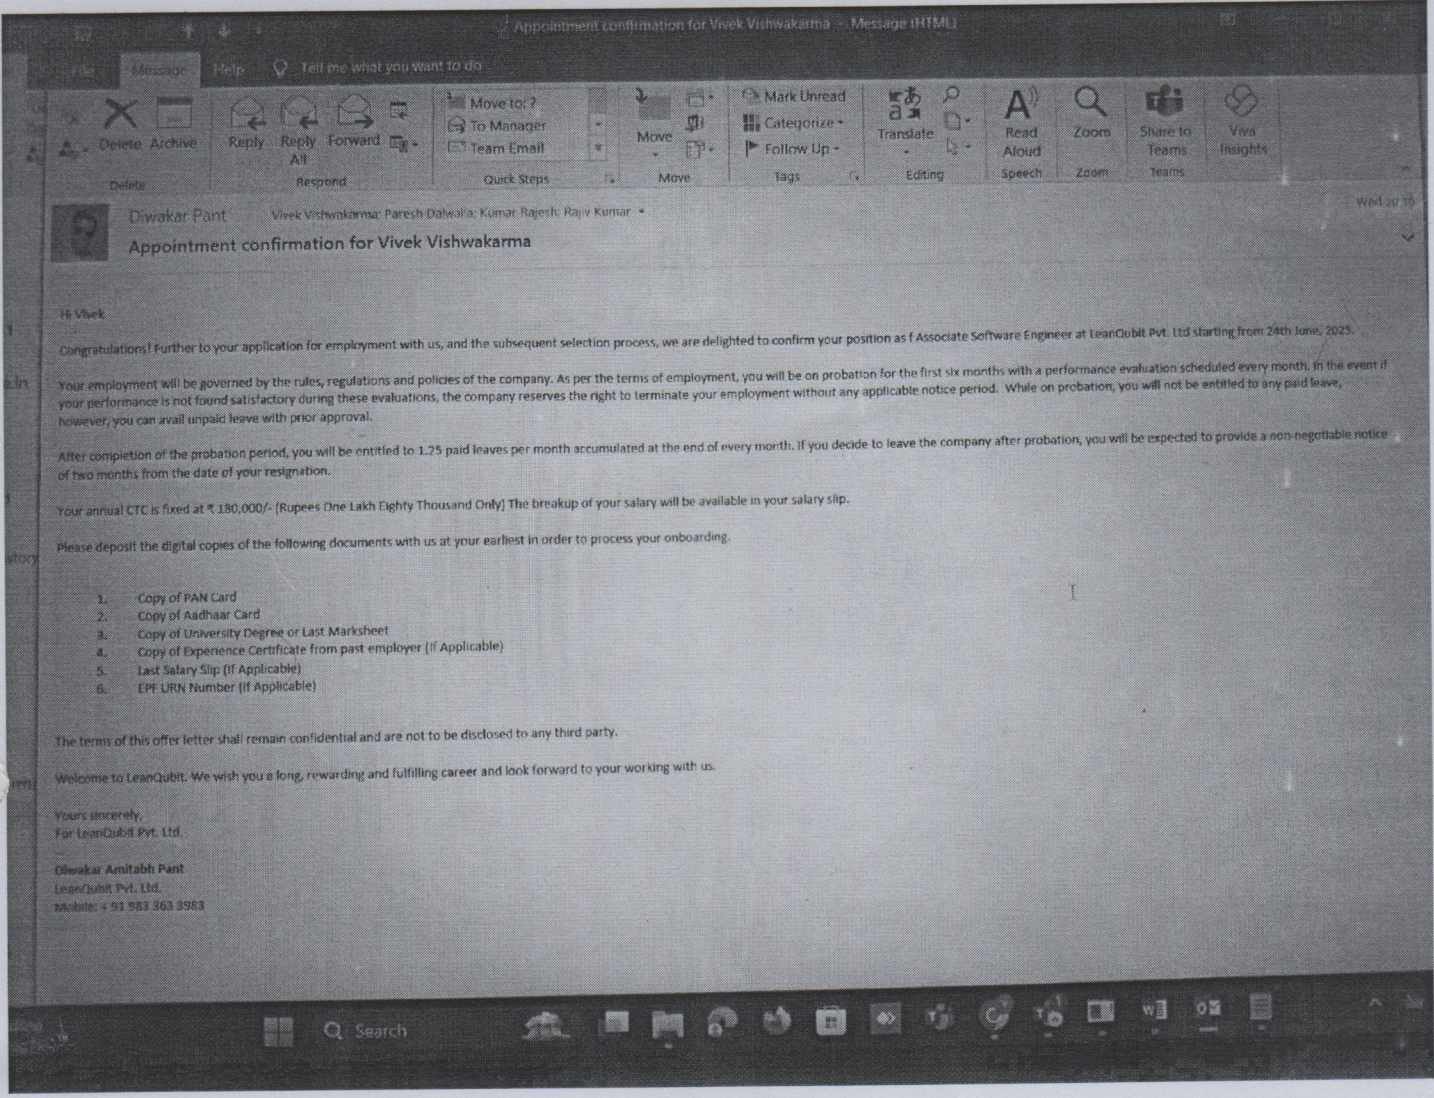 Appointment confirmation for Vivek Vishwakarma - Message (HTML)
File Message Help Tell me what you want to do
Delete Archive
Reply Reply All Forward
Move to: ?
To Manager
Team Email
Move
Mark Unread
Categorize
Follow Up
Translate
Read Aloud
Zoom
Share to Teams
Viva Insights
Delete Respond Quick Steps Move Tags Editing Speech Zoom Teams
Diwakar Pant Vivek Vishwakarma; Paresh Dalwalla; Kumar Rajesh; Rajiv Kumar
Appointment confirmation for Vivek Vishwakarma
Hi Vivek
Congratulations! Further to your application for employment with us, and the subsequent selection process, we are delighted to confirm your position as f Associate Software Engineer at LeanQubit Pvt. Ltd starting from 24th June, 2025.
Your employment will be governed by the rules, regulations and policies of the company. As per the terms of employment, you will be on probation for the first six months with a performance evaluation scheduled every month. In the event if
your performance is not found satisfactory during these evaluations, the company reserves the right to terminate your employment without any applicable notice period. While on probation, you will not be entitled to any paid leave,
however, you can avail unpaid leave with prior approval.
After completion of the probation period, you will be entitled to 1.25 paid leaves per month accumulated at the end of every month. If you decide to leave the company after probation, you will be expected to provide a non-negotiable notice
of two months from the date of your resignation.
Your annual CTC is fixed at ₹ 180,000/- (Rupees One Lakh Eighty Thousand Only) The breakup of your salary will be available in your salary slip.
Please deposit the digital copies of the following documents with us at your earliest in order to process your onboarding.
1. Copy of PAN Card
2. Copy of Aadhaar Card
3. Copy of University Degree or Last Marksheet
4. Copy of Experience Certificate from past employer (If Applicable)
5. Last Salary Slip (If Applicable)
6. EPF URN Number (If Applicable)
The terms of this offer letter shall remain confidential and are not to be disclosed to any third party.
Welcome to LeanQubit. We wish you a long, rewarding and fulfilling career and look forward to your working with us.
Yours sincerely,
For LeanQubit Pvt. Ltd.
Diwakar Amitabh Pant
LeanQubit Pvt. Ltd.
Mobile: + 91 983 363 3983
Search